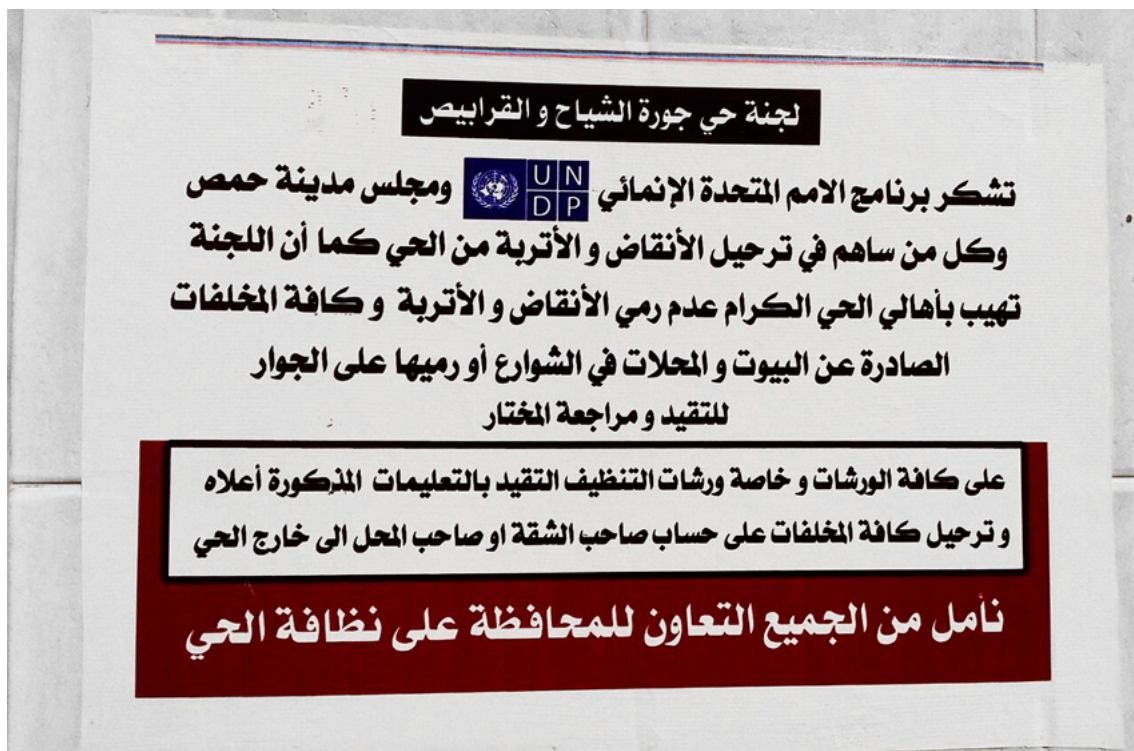 لجنة حي جورة الشياح و القرابيص
تشكر برنامج الامم المتحدة الإنمائي UN DP ومجلس مدينة حمص
وكل من ساهم في ترحيل الأنقاض و الأتربة من الحي كما أن اللجنة
تهيب بأهالي الحي الكرام عدم رمي الأنقاض و الأتربة و كافة المخلفات
الصادرة عن البيوت و المحلات في الشوارع أو رميها على الجوار
للتقيد و مراجعة المختار
على كافة الورشات و خاصة ورشات التنظيف التقيد بالتعليمات المذكورة أعلاه
و ترحيل كافة المخلفات على حساب صاحب الشقة او صاحب المحل الى خارج الحي
نأمل من الجميع التعاون للمحافظة على نظافة الحي